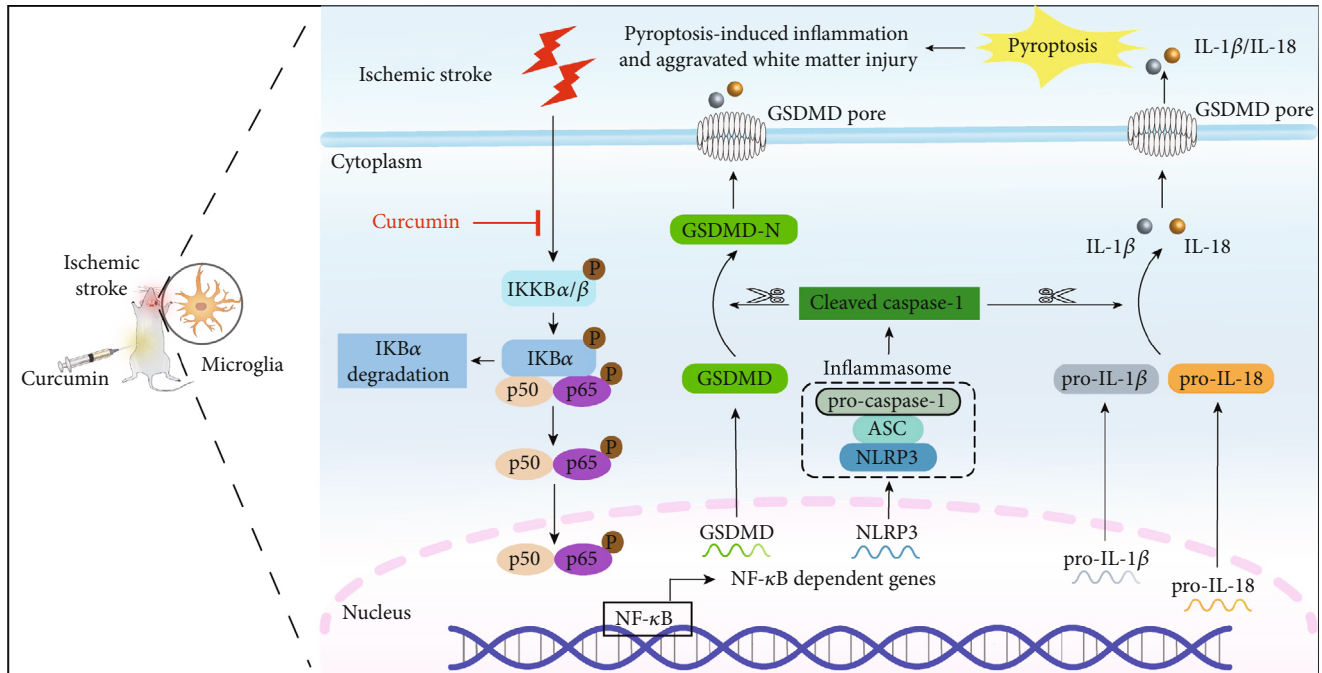 Ischemic
stroke
Microglia
Curcumin
Ischemic stroke
Pyroptosis-induced inflammation
and aggravated white matter injury
Pyroptosis
IL-1β/IL-18
GSDMD pore
GSDMD pore
Cytoplasm
Curcumin
GSDMD-N
IL-1β
IL-18
P
IKKBα/β
Cleaved caspase-1
P
IKBα
IKBα
degradation
P
p50
p65
GSDMD
Inflammasome
pro-caspase-1
ASC
NLRP3
pro-IL-1β
pro-IL-18
P
p50
p65
P
p50
p65
GSDMD
NLRP3
pro-IL-1β
pro-IL-18
NF-κB dependent genes
Nucleus
NF-κB